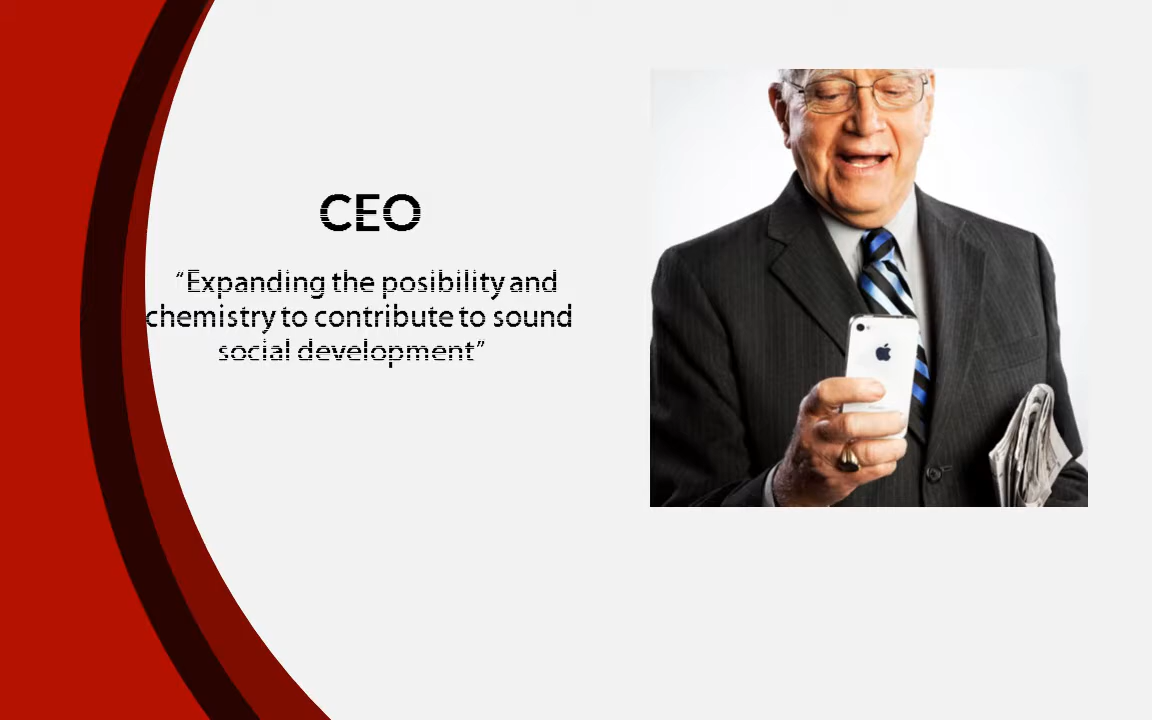 CEO
“Expanding the posibility and
chemistry to contribute to sound
social development”